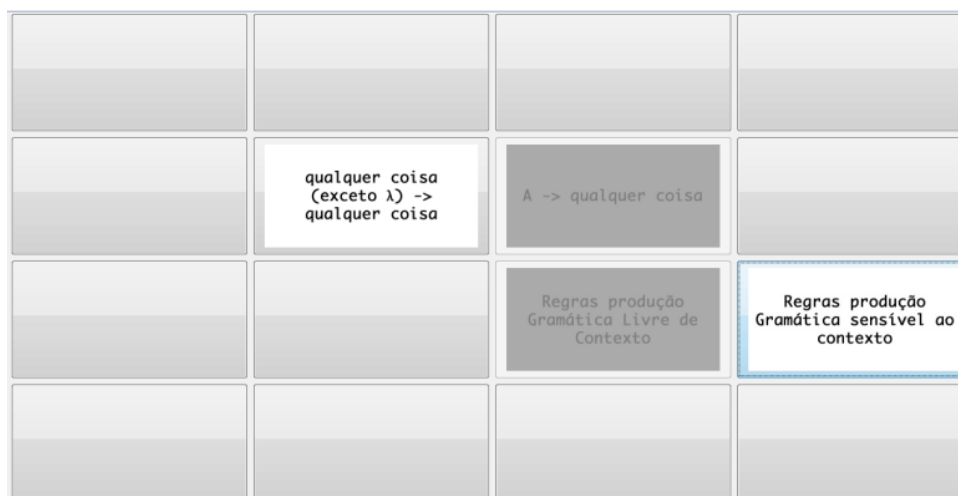 qualquer coisa
(exceto λ) ->
qualquer coisa
A -> qualquer coisa
Regras produção
Gramática Livre de
Contexto
Regras produção
Gramática sensível ao
contexto